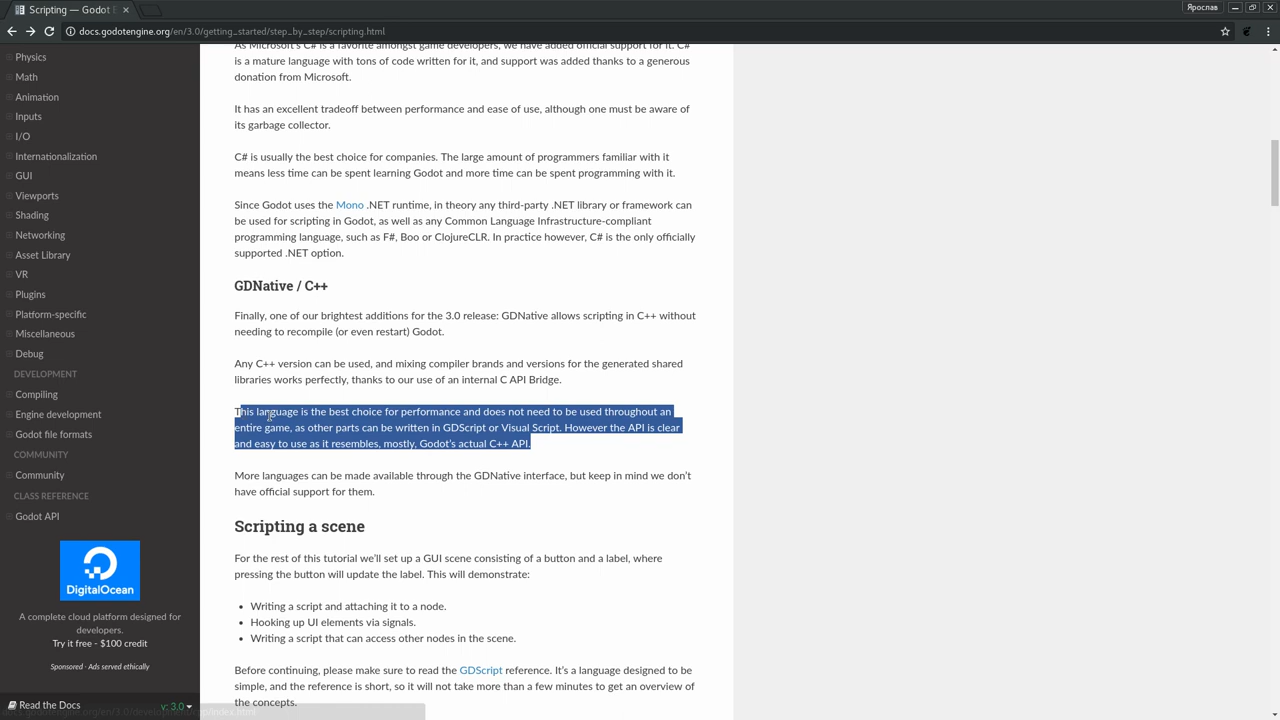 Scripting — Godot
Ярослав
docs.godotengine.org/en/3.0/getting_started/step_by_step/scripting.html
Physics
Math
Animation
Inputs
I/O
Internationalization
GUI
Viewports
Shading
Networking
Asset Library
VR
Plugins
Platform-specific
Miscellaneous
Debug
DEVELOPMENT
Compiling
Engine development
Godot file formats
COMMUNITY
Community
CLASS REFERENCE
Godot API
DigitalOcean
A complete cloud platform designed for
developers.
Try it free - $100 credit
Sponsored · Ads served ethically
Read the Docs
v: 3.0
As Microsoft's C# is a favorite amongst game developers, we have added official support for it. C#
is a mature language with tons of code written for it, and support was added thanks to a generous
donation from Microsoft.
It has an excellent tradeoff between performance and ease of use, although one must be aware of
its garbage collector.
C# is usually the best choice for companies. The large amount of programmers familiar with it
means less time can be spent learning Godot and more time can be spent programming with it.
Since Godot uses the Mono .NET runtime, in theory any third-party .NET library or framework can
be used for scripting in Godot, as well as any Common Language Infrastructure-compliant
programming language, such as F#, Boo or ClojureCLR. In practice however, C# is the only officially
supported .NET option.
GDNative / C++
Finally, one of our brightest additions for the 3.0 release: GDNative allows scripting in C++ without
needing to recompile (or even restart) Godot.
Any C++ version can be used, and mixing compiler brands and versions for the generated shared
libraries works perfectly, thanks to our use of an internal C API Bridge.
This language is the best choice for performance and does not need to be used throughout an
entire game, as other parts can be written in GDScript or Visual Script. However the API is clear
and easy to use as it resembles, mostly, Godot's actual C++ API.
More languages can be made available through the GDNative interface, but keep in mind we don't
have official support for them.
Scripting a scene
For the rest of this tutorial we'll set up a GUI scene consisting of a button and a label, where
pressing the button will update the label. This will demonstrate:
• Writing a script and attaching it to a node.
• Hooking up UI elements via signals.
• Writing a script that can access other nodes in the scene.
Before continuing, please make sure to read the GDScript reference. It's a language designed to be
simple, and the reference is short, so it will not take more than a few minutes to get an overview of
the concepts.